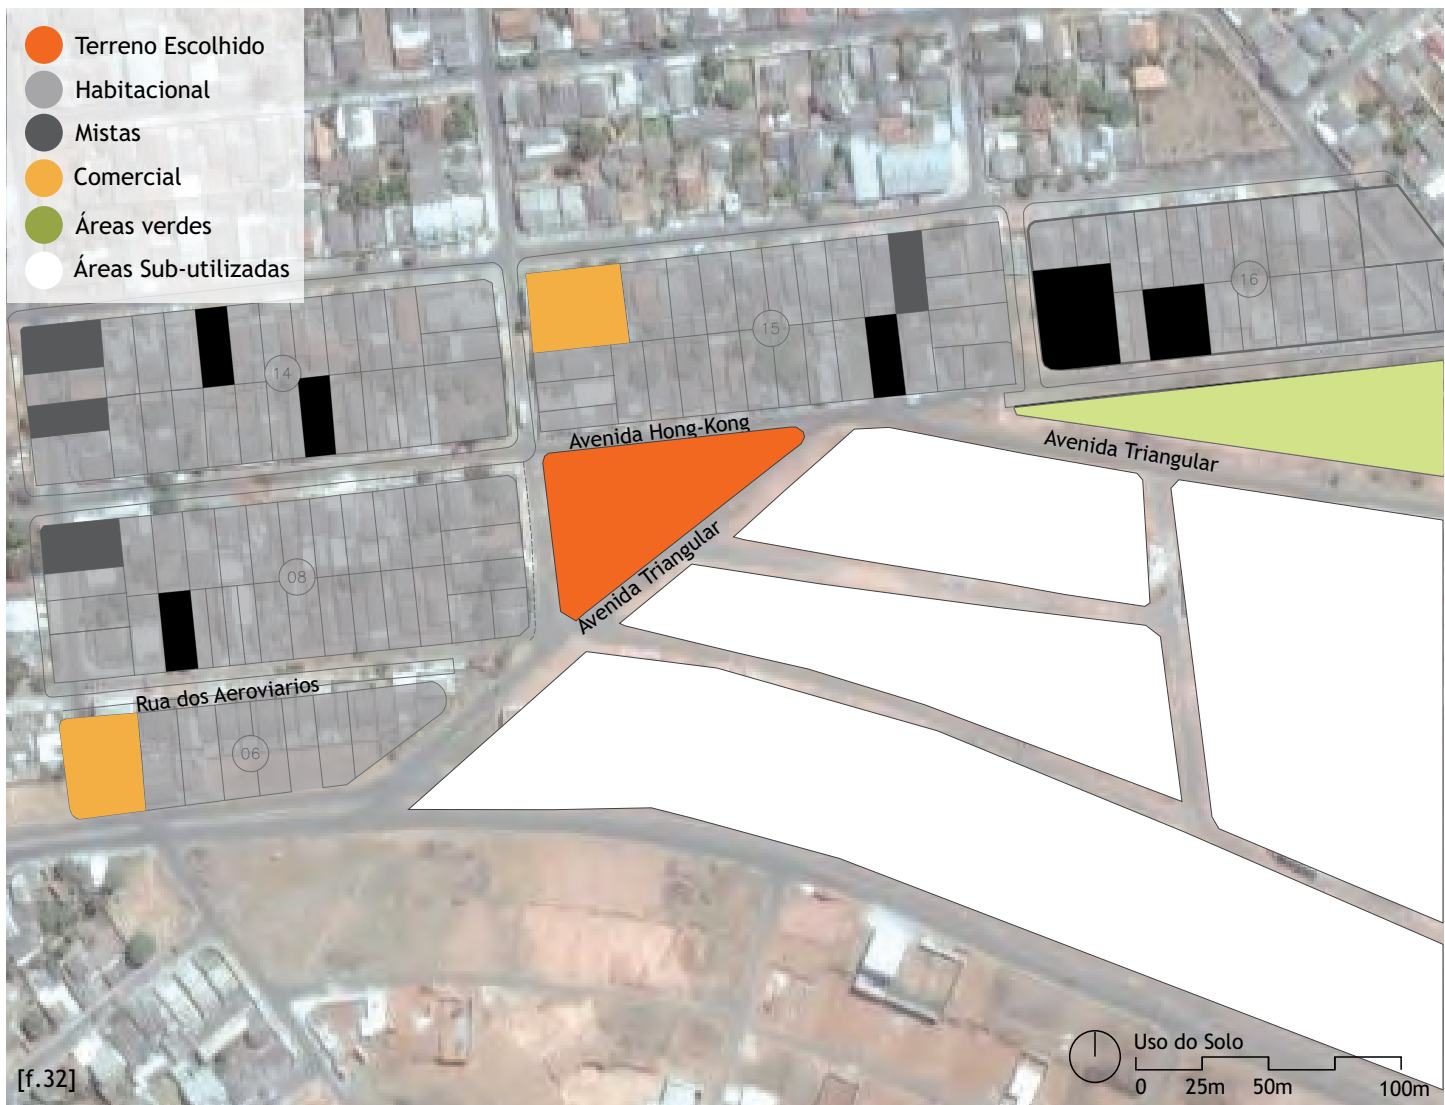 Terreno Escolhido
Habitacional
Mistas
Comercial
Áreas verdes
Áreas Sub-utilizadas
16
15
14
Avenida Hong-Kong
Avenida Triangular
Avenida Triangular
08
Rua dos Aeroviarios
06
Uso do Solo
0 25m 50m 100m
[f.32]